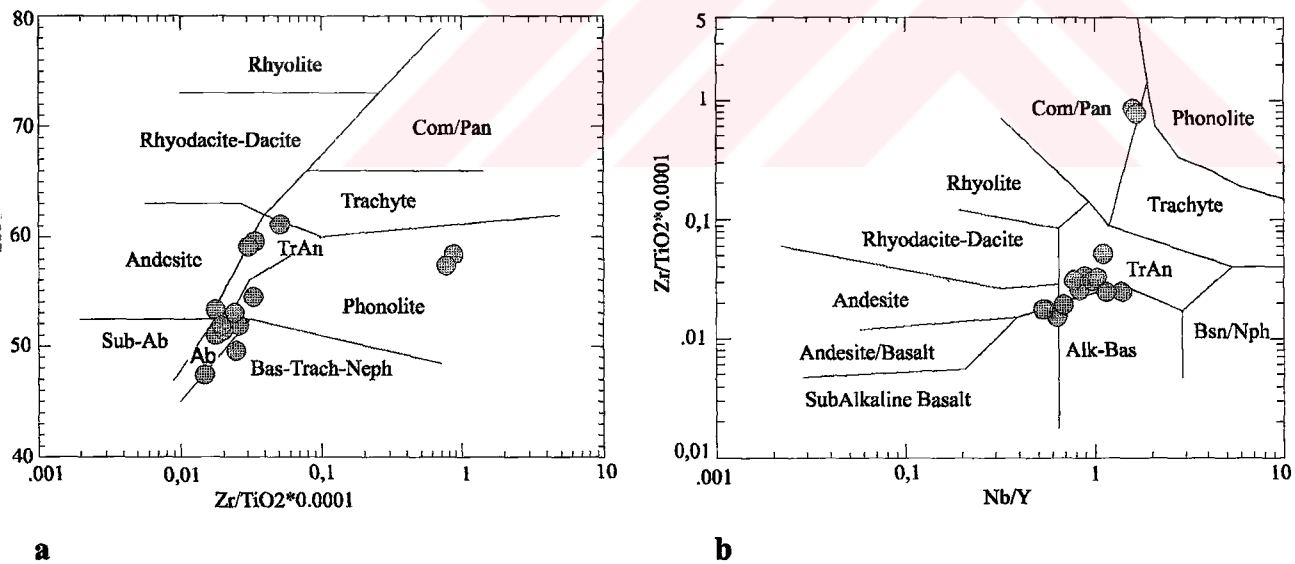 80
70
60
50
40
.001
0,01
0,1
1
10
Zr/TiO2*0.0001
Rhyolite
Rhyodacite-Dacite
Com/Pan
Trachyte
Andesite
TrAn
Phonolite
Sub-Ab
Ab
Bas-Trach-Neph
a
5
1
0,1
.01
0,01
.001
0,1
1
10
Zr/TiO2*0.0001
Nb/Y
Com/Pan
Phonolite
Rhyolite
Trachyte
Rhyodacite-Dacite
TrAn
Andesite
Bsn/Nph
Andesite/Basalt
Alk-Bas
SubAlkaline Basalt
b